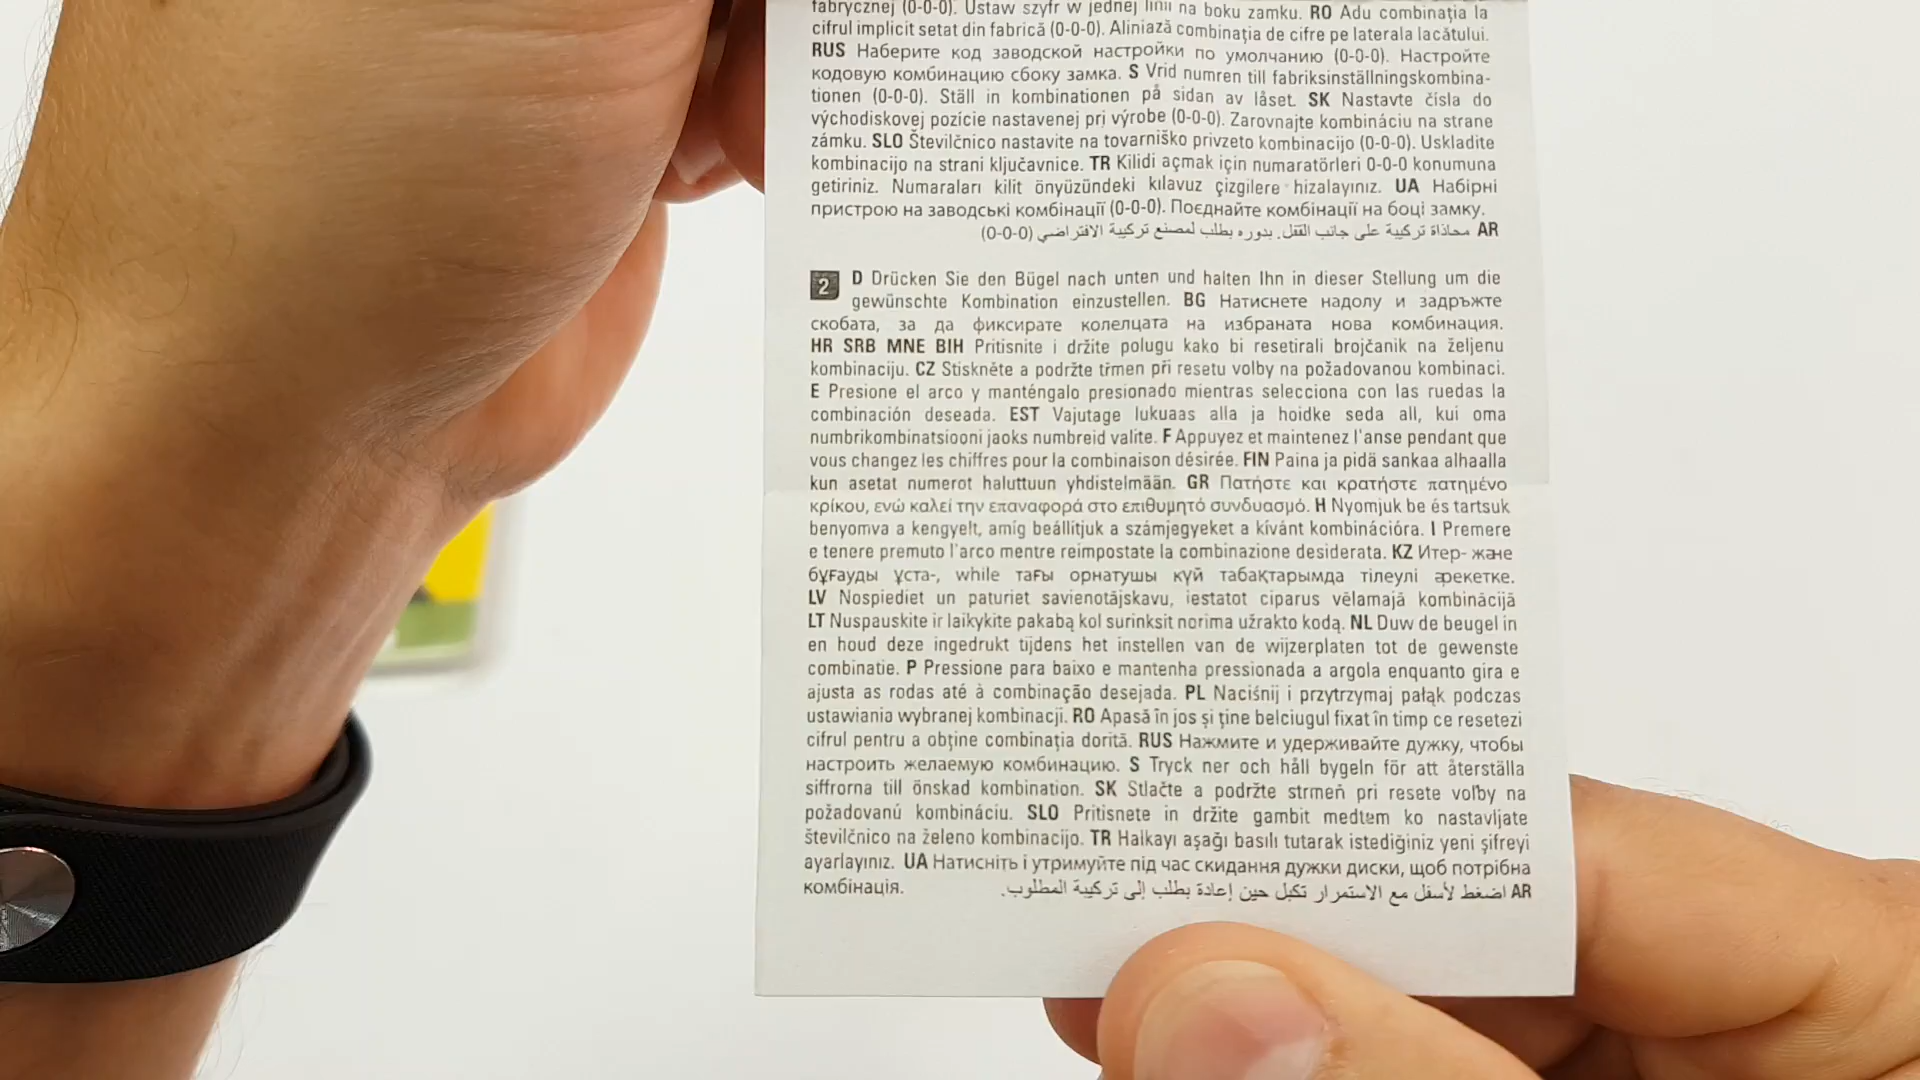 fabrycznej (0-0-0). Ustaw szyfr w jednej linii na boku zamku. RO Adu combinaţia la
cifrul implicit setat din fabrică (0-0-0). Aliniază combinaţia de cifre pe laterala lacătului.
RUS Наберите код заводской настройки по умолчанию (0-0-0). Настройте
кодовую комбинацию сбоку замка. S Vrid numren till fabriksinställningskombina-
tionen (0-0-0). Ställ in kombinationen på sidan av låset. SK Nastavte čísla do
východiskovej pozície nastavenej pri výrobe (0-0-0). Zarovnajte kombináciu na strane
zámku. SLO Številčnico nastavite na tovarniško privzeto kombinacijo (0-0-0). Uskladite
kombinacijo na strani ključavnice. TR Kilidi açmak için numaratörleri 0-0-0 konumuna
getiriniz. Numaraları kilit önyüzündeki kılavuz çizgilere hizalayınız. UA Набірні
пристрою на заводські комбінації (0-0-0). Поєднайте комбінації на боці замку.
AR محاذاة تركيبة على جانب القفل. بدوره بطلب لمصنع تركيبة الافتراضي (0-0-0)
2 D Drücken Sie den Bügel nach unten und halten Ihn in dieser Stellung um die
gewünschte Kombination einzustellen. BG Натиснете надолу и задръжте
скобата, за да фиксирате колелцата на избраната нова комбинация.
HR SRB MNE BIH Pritisnite i držite polugu kako bi resetirali brojčanik na željenu
kombinaciju. CZ Stiskněte a podržte třmen při resetu volby na požadovanou kombinaci.
E Presione el arco y manténgalo presionado mientras selecciona con las ruedas la
combinación deseada. EST Vajutage lukuaas alla ja hoidke seda all, kui oma
numbrikombinatsiooni jaoks numbreid valite. F Appuyez et maintenez l'anse pendant que
vous changez les chiffres pour la combinaison désirée. FIN Paina ja pidä sankaa alhaalla
kun asetat numerot haluttuun yhdistelmään. GR Πατήστε και κρατήστε πατημένο
κρίκου, ενώ καλεί την επαναφορά στο επιθυμητό συνδυασμό. H Nyomjuk be és tartsuk
benyomva a kengyelt, amíg beállítjuk a számjegyeket a kívánt kombinációra. I Premere
e tenere premuto l'arco mentre reimpostate la combinazione desiderata. KZ Итер- және
бұғауды ұста-, while тағы орнатушы күй табақтарымда тілеулі әрекетке.
LV Nospiediet un paturiet savienotājskavu, iestatot ciparus vēlamajā kombinācijā
LT Nuspauskite ir laikykite pakabą kol surinksit norima užrakto kodą. NL Duw de beugel in
en houd deze ingedrukt tijdens het instellen van de wijzerplaten tot de gewenste
combinatie. P Pressione para baixo e mantenha pressionada a argola enquanto gira e
ajusta as rodas até à combinação desejada. PL Naciśnij i przytrzymaj pałąk podczas
ustawiania wybranej kombinacji. RO Apasă în jos şi ţine belciugul fixat în timp ce resetezi
cifrul pentru a obţine combinaţia dorită. RUS Нажмите и удерживайте дужку, чтобы
настроить желаемую комбинацию. S Tryck ner och håll bygeln för att återställa
siffrorna till önskad kombination. SK Stlačte a podržte strmeň pri resete voľby na
požadovanú kombináciu. SLO Pritisnete in držite gambit medtem ko nastavljate
številčnico na želeno kombinacijo. TR Halkayı aşağı basılı tutarak istediğiniz yeni şifreyi
ayarlayınız. UA Натисніть і утримуйте під час скидання дужки диски, щоб потрібна
комбінація.
AR اضغط لأسفل مع الاستمرار تكبل حين إعادة بطلب إلى تركيبة المطلوب.